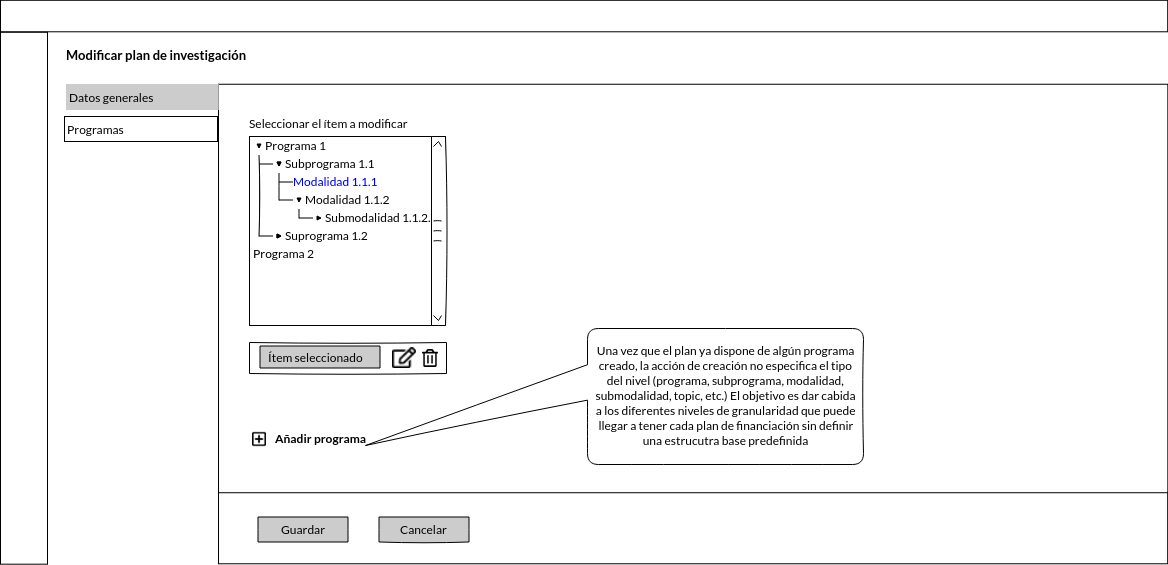 Modificar plan de investigación
Datos generales
Programas
Seleccionar el ítem a modificar
Programa 1
Subprograma 1.1
Modalidad 1.1.1
Modalidad 1.1.2
Submodalidad 1.1.2.
Suprograma 1.2
Programa 2
Ítem seleccionado
Una vez que el plan ya dispone de algún programa
creado, la acción de creación no especifica el tipo
del nivel (programa, subprograma, modalidad,
submodalidad, topic, etc.) El objetivo es dar cabida
a los diferentes niveles de granularidad que puede
llegar a tener cada plan de financiación sin definir
una estrucutra base predefinida
Añadir programa
Guardar
Cancelar